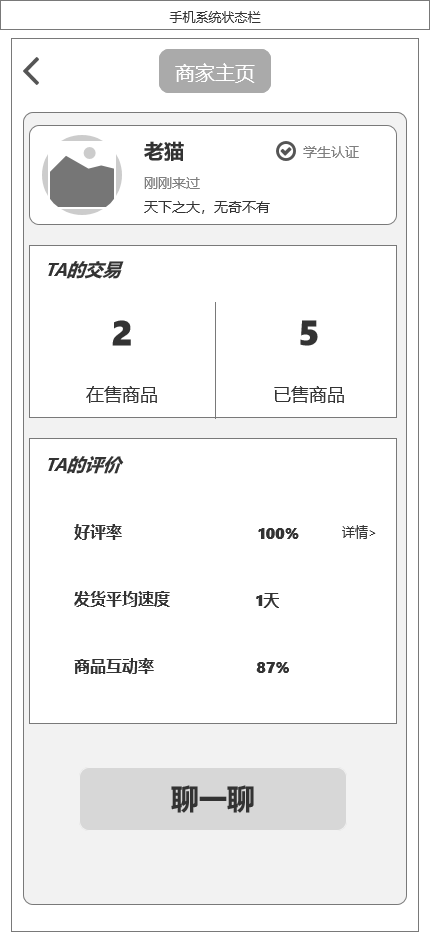 手机系统状态栏
商家主页
老猫
学生认证
刚刚来过
天下之大，无奇不有
TA的交易
2
5
在售商品
已售商品
TA的评价
好评率
100%
详情>
发货平均速度
1天
商品互动率
87%
聊一聊